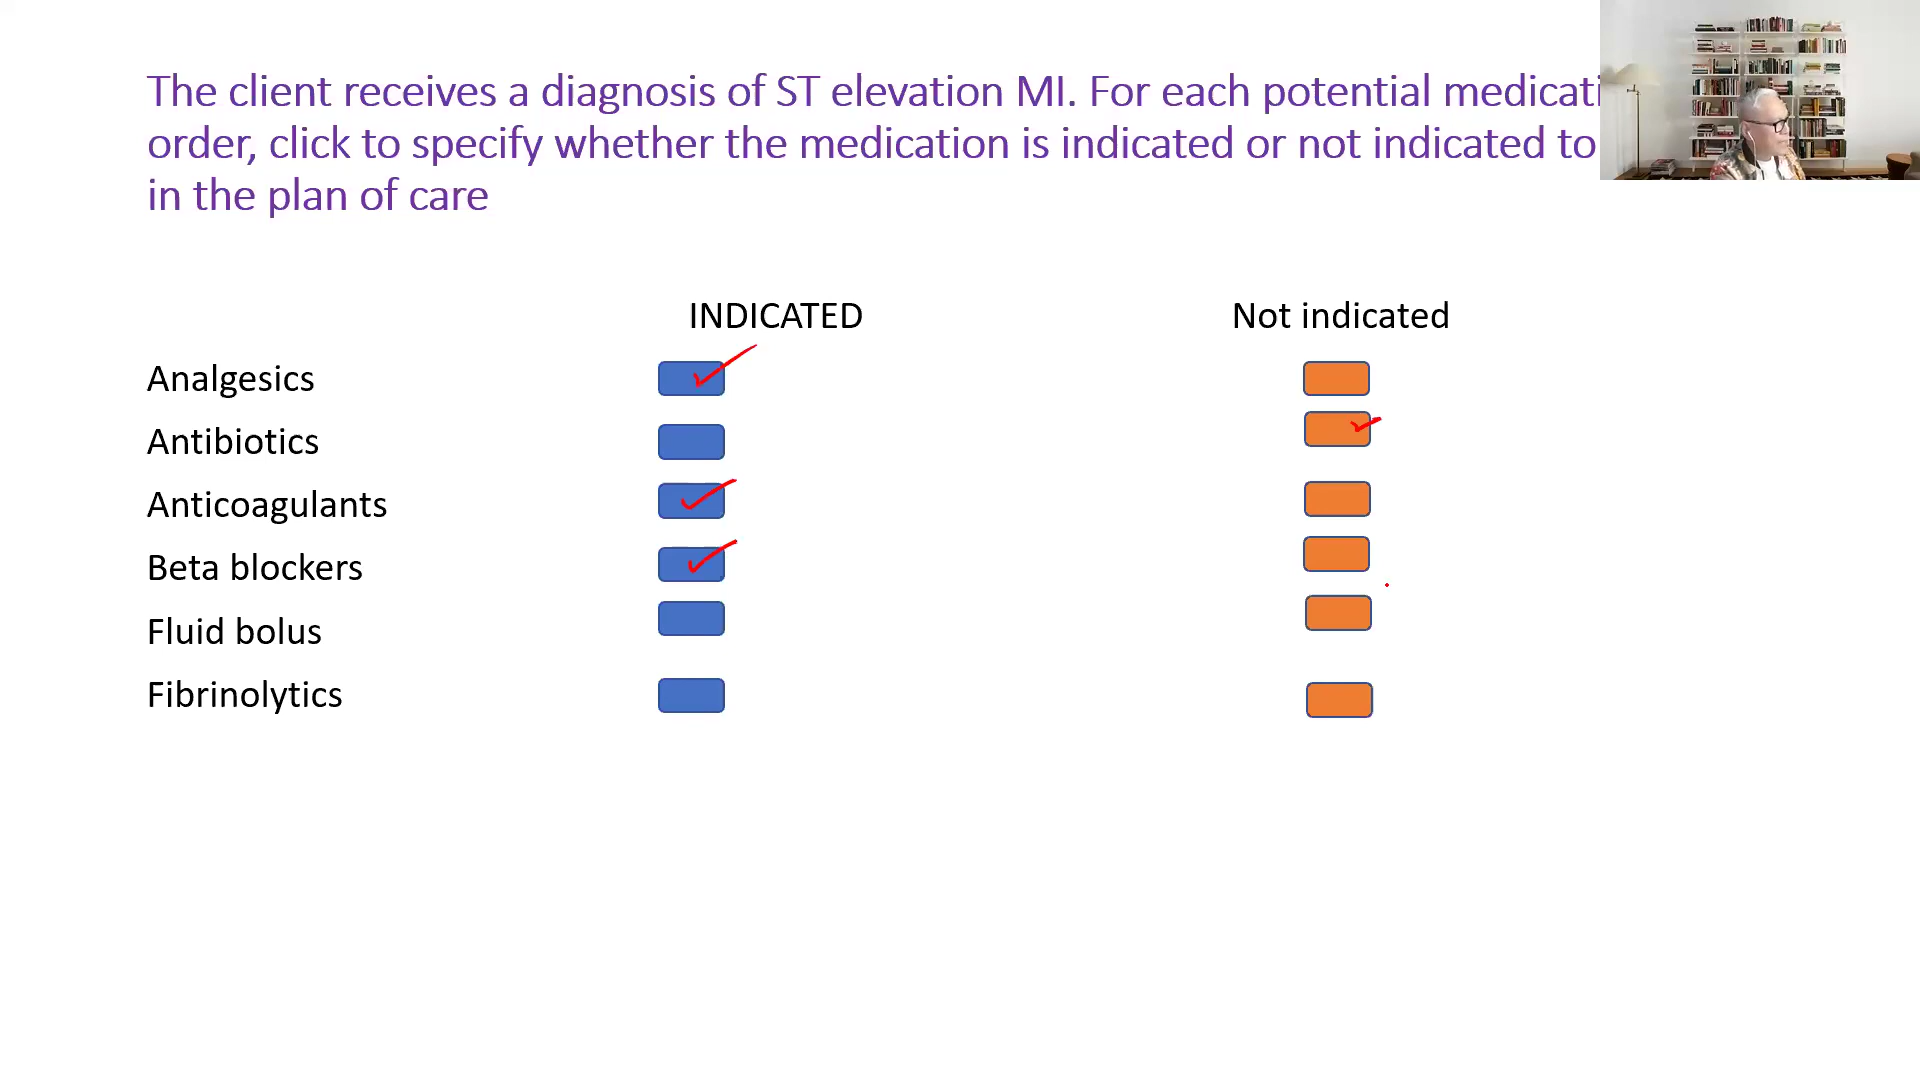 The client receives a diagnosis of ST elevation MI. For each potential medicati
order, click to specify whether the medication is indicated or not indicated to
in the plan of care
INDICATED Not indicated
Analgesics
Antibiotics
Anticoagulants
Beta blockers
Fluid bolus
Fibrinolytics